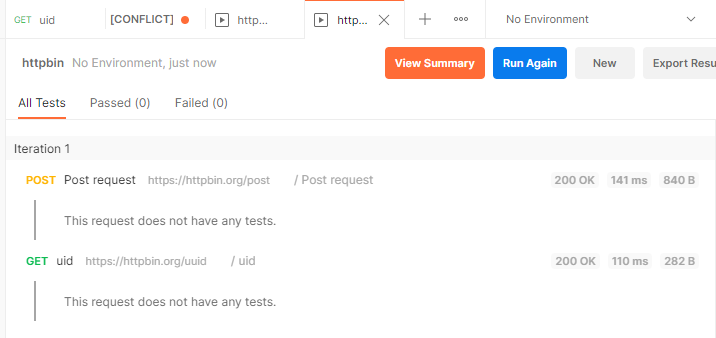 GET uid [CONFLICT] http... http... No Environment
httpbin No Environment, just now View Summary Run Again New Export Resu
All Tests Passed (0) Failed (0)
Iteration 1
POST Post request https://httpbin.org/post / Post request 200 OK 141 ms 840 B
This request does not have any tests.
GET uid https://httpbin.org/uuid / uid 200 OK 110 ms 282 B
This request does not have any tests.